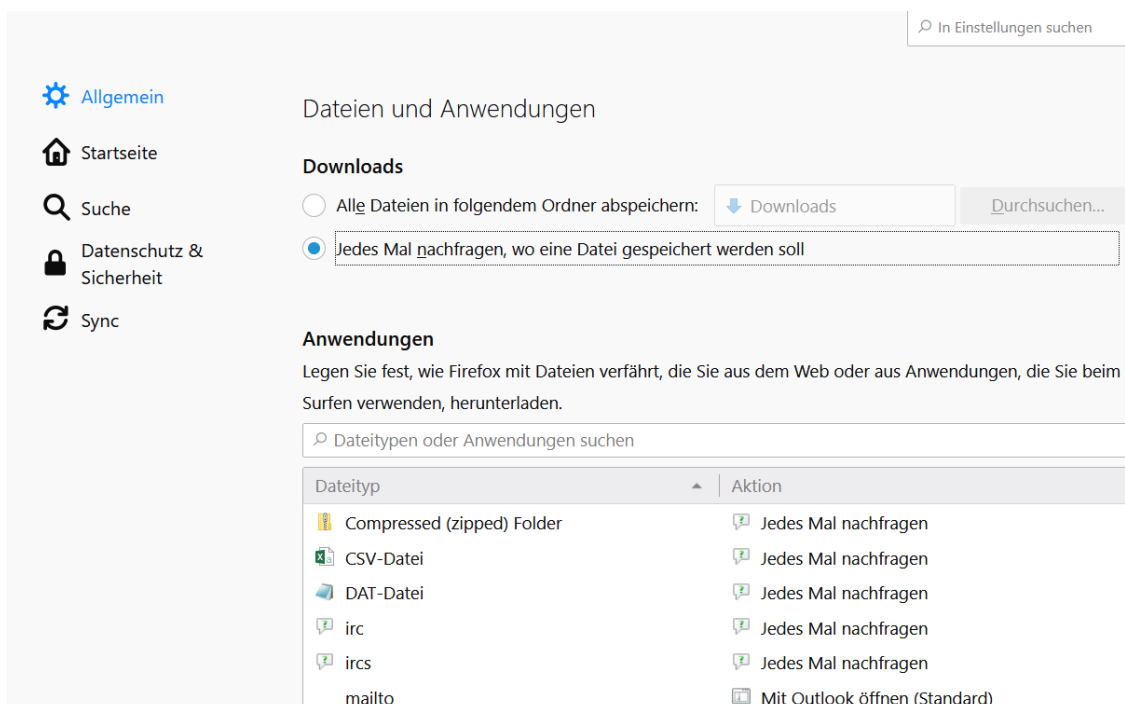 In Einstellungen suchen
Allgemein
Startseite
Suche
Datenschutz &
Sicherheit
Sync
Dateien und Anwendungen
Downloads
Alle Dateien in folgendem Ordner abspeichern:
Downloads
Durchsuchen...
Jedes Mal nachfragen, wo eine Datei gespeichert werden soll
Anwendungen
Legen Sie fest, wie Firefox mit Dateien verfährt, die Sie aus dem Web oder aus Anwendungen, die Sie beim
Surfen verwenden, herunterladen.
Dateitypen oder Anwendungen suchen
Dateityp Aktion
Compressed (zipped) Folder Jedes Mal nachfragen
CSV-Datei Jedes Mal nachfragen
DAT-Datei Jedes Mal nachfragen
irc Jedes Mal nachfragen
ircs Jedes Mal nachfragen
mailto Mit Outlook öffnen (Standard)